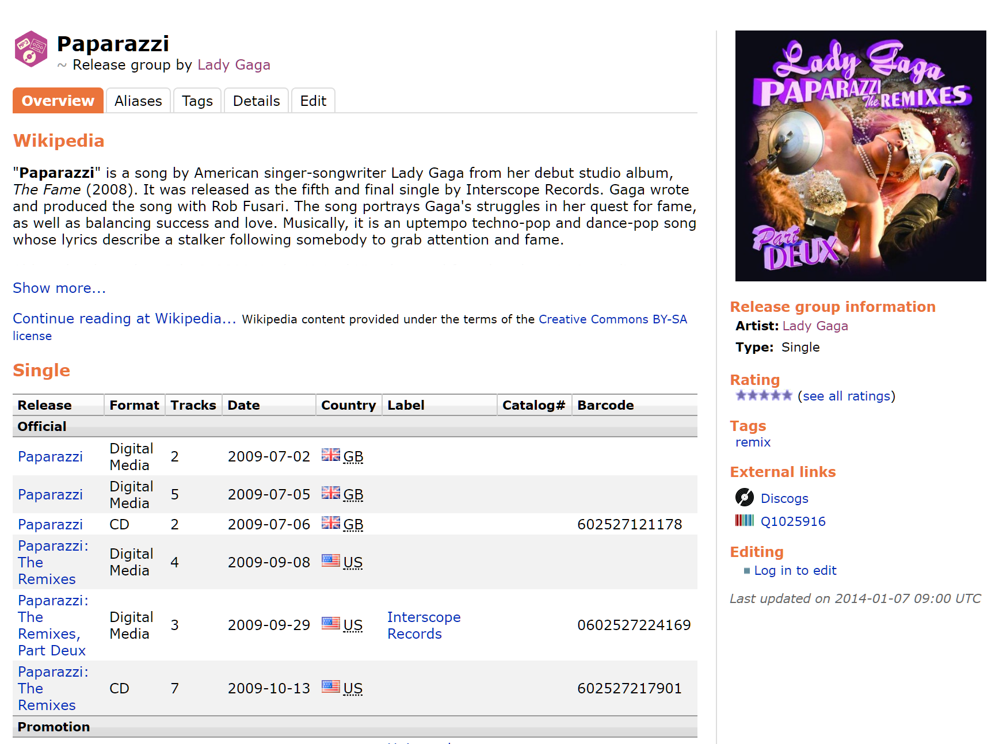 Paparazzi
~ Release group by Lady Gaga
Overview Aliases Tags Details Edit
Wikipedia
"Paparazzi" is a song by American singer-songwriter Lady Gaga from her debut studio album,
The Fame (2008). It was released as the fifth and final single by Interscope Records. Gaga wrote
and produced the song with Rob Fusari. The song portrays Gaga's struggles in her quest for fame,
as well as balancing success and love. Musically, it is an uptempo techno-pop and dance-pop song
whose lyrics describe a stalker following somebody to grab attention and fame.
Show more...
Continue reading at Wikipedia... Wikipedia content provided under the terms of the Creative Commons BY-SA
license
Single
Release Format Tracks Date Country Label Catalog# Barcode
Official
Paparazzi Digital Media 2 2009-07-02 GB
Paparazzi Digital Media 5 2009-07-05 GB
Paparazzi CD 2 2009-07-06 GB 602527121178
Paparazzi: The Remixes Digital Media 4 2009-09-08 US
Paparazzi: The Remixes, Part Deux Digital Media 3 2009-09-29 US Interscope Records 0602527224169
Paparazzi: The Remixes CD 7 2009-10-13 US 602527217901
Promotion
MP3
Lady Gaga
PAPARAZZI
The REMIXES
Part
DEUX
Release group information
Artist: Lady Gaga
Type: Single
Rating
(see all ratings)
Tags
remix
External links
Discogs
Q1025916
Editing
Log in to edit
Last updated on 2014-01-07 09:00 UTC